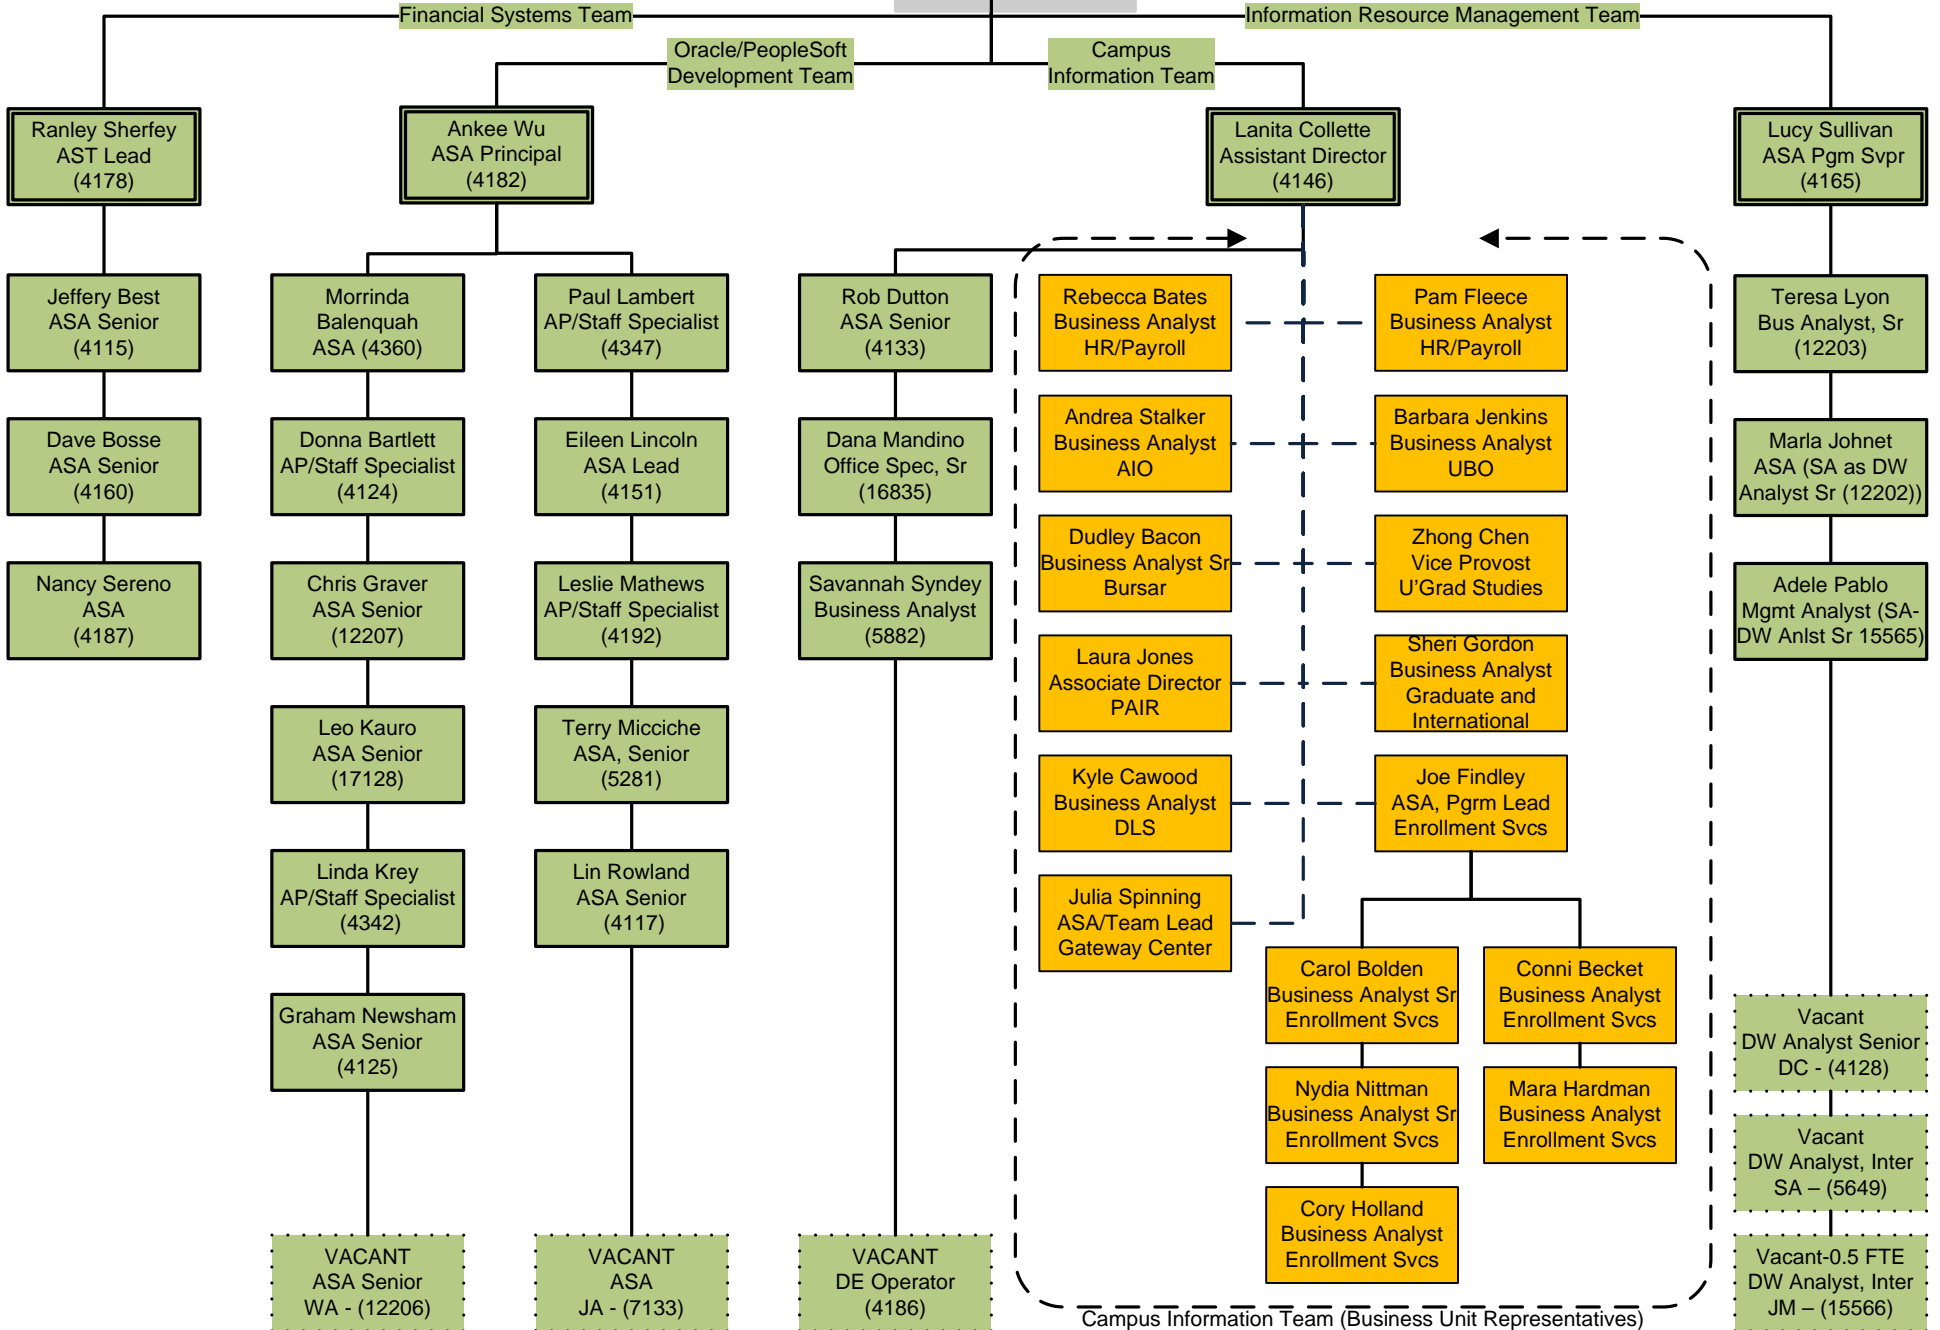 Financial Systems Team
Information Resource Management Team
Oracle/PeopleSoft
Development Team
Campus
Information Team
Ranley Sherfey
AST Lead
(4178)
Ankee Wu
ASA Principal
(4182)
Lanita Collette
Assistant Director
(4146)
Lucy Sullivan
ASA Pgm Svpr
(4165)
Jeffery Best
ASA Senior
(4115)
Dave Bosse
ASA Senior
(4160)
Nancy Sereno
ASA
(4187)
Morrinda
Balenquah
ASA (4360)
Donna Bartlett
AP/Staff Specialist
(4124)
Chris Graver
ASA Senior
(12207)
Leo Kauro
ASA Senior
(17128)
Linda Krey
AP/Staff Specialist
(4342)
Graham Newsham
ASA Senior
(4125)
VACANT
ASA Senior
WA - (12206)
Paul Lambert
AP/Staff Specialist
(4347)
Eileen Lincoln
ASA Lead
(4151)
Leslie Mathews
AP/Staff Specialist
(4192)
Terry Micciche
ASA, Senior
(5281)
Lin Rowland
ASA Senior
(4117)
VACANT
ASA
JA - (7133)
Rob Dutton
ASA Senior
(4133)
Dana Mandino
Office Spec, Sr
(16835)
Savannah Syndey
Business Analyst
(5882)
VACANT
DE Operator
(4186)
Rebecca Bates
Business Analyst
HR/Payroll
Pam Fleece
Business Analyst
HR/Payroll
Andrea Stalker
Business Analyst
AIO
Barbara Jenkins
Business Analyst
UBO
Dudley Bacon
Business Analyst Sr
Bursar
Zhong Chen
Vice Provost
U'Grad Studies
Laura Jones
Associate Director
PAIR
Sheri Gordon
Business Analyst
Graduate and
International
Kyle Cawood
Business Analyst
DLS
Joe Findley
ASA, Pgrm Lead
Enrollment Svcs
Julia Spinning
ASA/Team Lead
Gateway Center
Carol Bolden
Business Analyst Sr
Enrollment Svcs
Conni Becket
Business Analyst
Enrollment Svcs
Nydia Nittman
Business Analyst Sr
Enrollment Svcs
Mara Hardman
Business Analyst
Enrollment Svcs
Cory Holland
Business Analyst
Enrollment Svcs
Campus Information Team (Business Unit Representatives)
Teresa Lyon
Bus Analyst, Sr
(12203)
Marla Johnet
ASA (SA as DW
Analyst Sr (12202))
Adele Pablo
Mgmt Analyst (SA-
DW Anlst Sr 15565)
Vacant
DW Analyst Senior
DC - (4128)
Vacant
DW Analyst, Inter
SA – (5649)
Vacant-0.5 FTE
DW Analyst, Inter
JM – (15566)